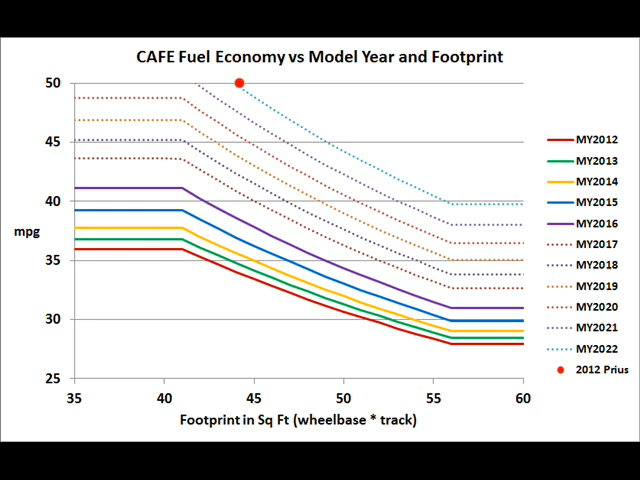 CAFE Fuel Economy vs Model Year and Footprint
50
45
40
35
30
25
mpg
35 40 45 50 55 60
Footprint in Sq Ft (wheelbase * track)
MY2012
MY2013
MY2014
MY2015
MY2016
MY2017
MY2018
MY2019
MY2020
MY2021
MY2022
2012 Prius